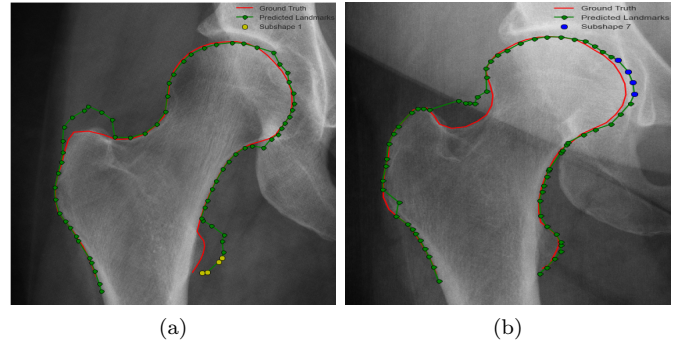 Ground Truth
Predicted Landmarks
Subshape 1
Ground Truth
Predicted Landmarks
Subshape 7
(a)
(b)